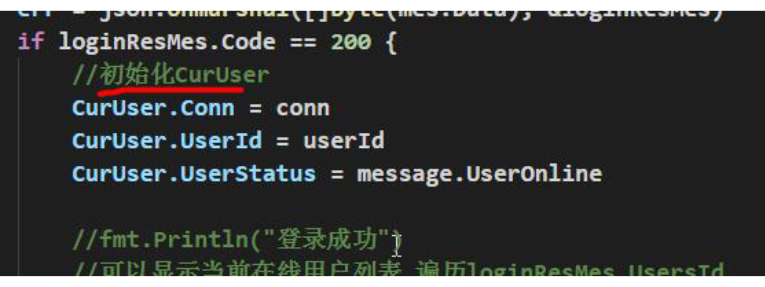 err = json.Unmarshal([]byte(mes.Data), &loginResMes)
if loginResMes.Code == 200 {
//初始化CurUser
CurUser.Conn = conn
CurUser.UserId = userId
CurUser.UserStatus = message.UserOnline
//fmt.Println("登录成功")
//可以显示当前在线用户列表 遍历loginResMes.UsersId